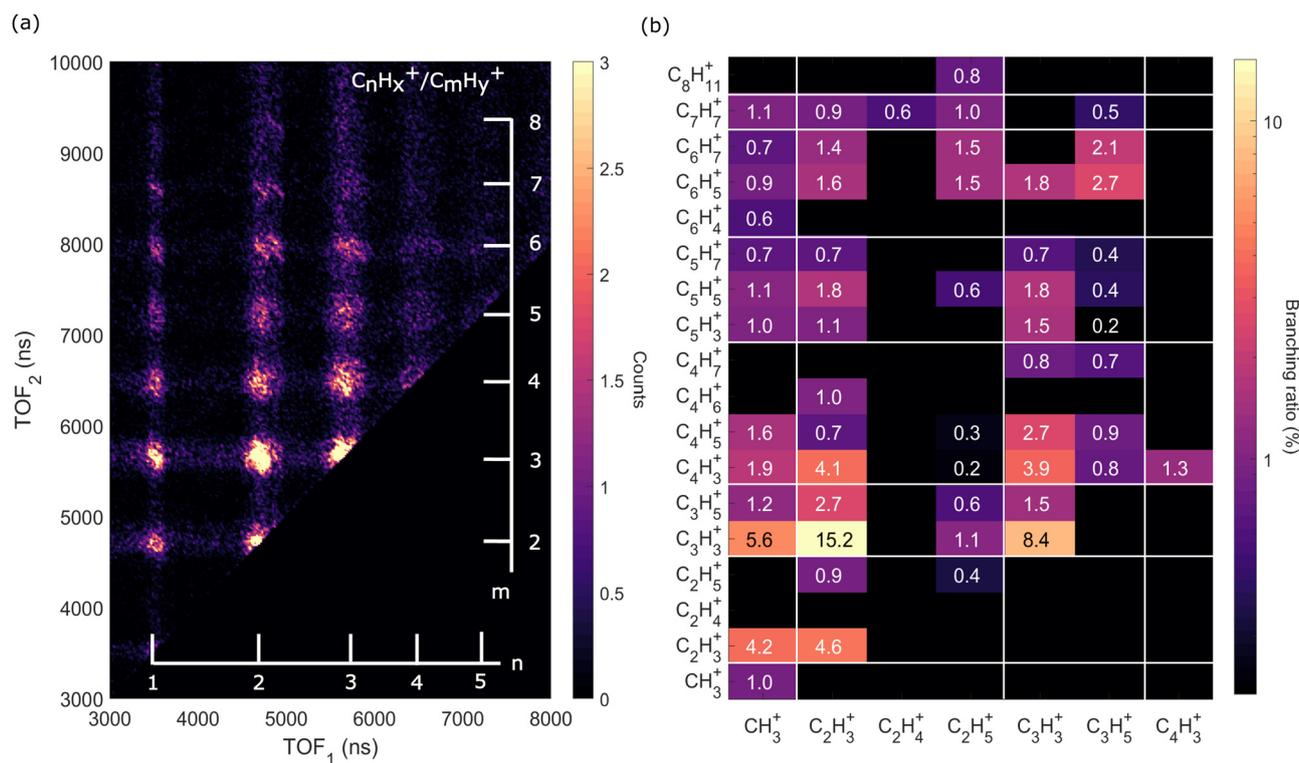 (a)
10000
9000
8000
7000
6000
5000
4000
3000
TOF2 (ns)
CnHx+/CmHy+
8
7
6
5
4
3
2
m
n
1 2 3 4 5
3000 4000 5000 6000 7000 8000
TOF1 (ns)
3
2.5
2
1.5
1
0.5
0
Counts
(b)
C8H11+ 0.8
C7H7+ 1.1 0.9 0.6 1.0 0.5
C6H7+ 0.7 1.4 1.5 2.1
C6H5+ 0.9 1.6 1.5 1.8 2.7
C6H4+ 0.6
C5H7+ 0.7 0.7 0.7 0.4
C5H5+ 1.1 1.8 0.6 1.8 0.4
C5H3+ 1.0 1.1 1.5 0.2
C4H7+ 0.8 0.7
C4H6+ 1.0
C4H5+ 1.6 0.7 0.3 2.7 0.9
C4H3+ 1.9 4.1 0.2 3.9 0.8 1.3
C3H5+ 1.2 2.7 0.6 1.5
C3H3+ 5.6 15.2 1.1 8.4
C2H5+ 0.9 0.4
C2H4+
C2H3+ 4.2 4.6
CH3+ 1.0
CH3+ C2H3+ C2H4+ C2H5+ C3H3+ C3H5+ C4H3+
10
1
Branching ratio (%)